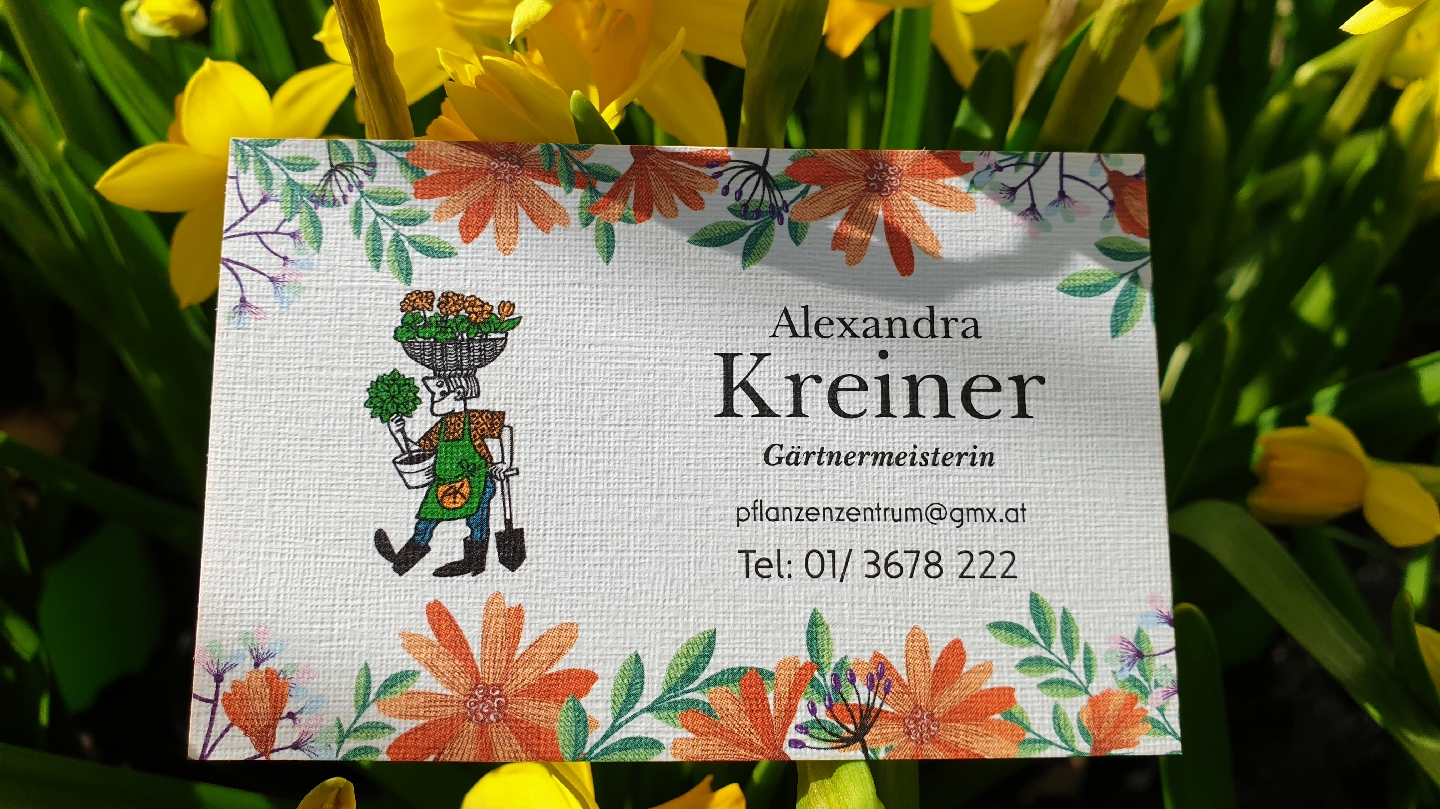 Alexandra
Kreiner
Gärtnermeisterin
pflanzenzentrum@gmx.at
Tel: 01/ 3678 222